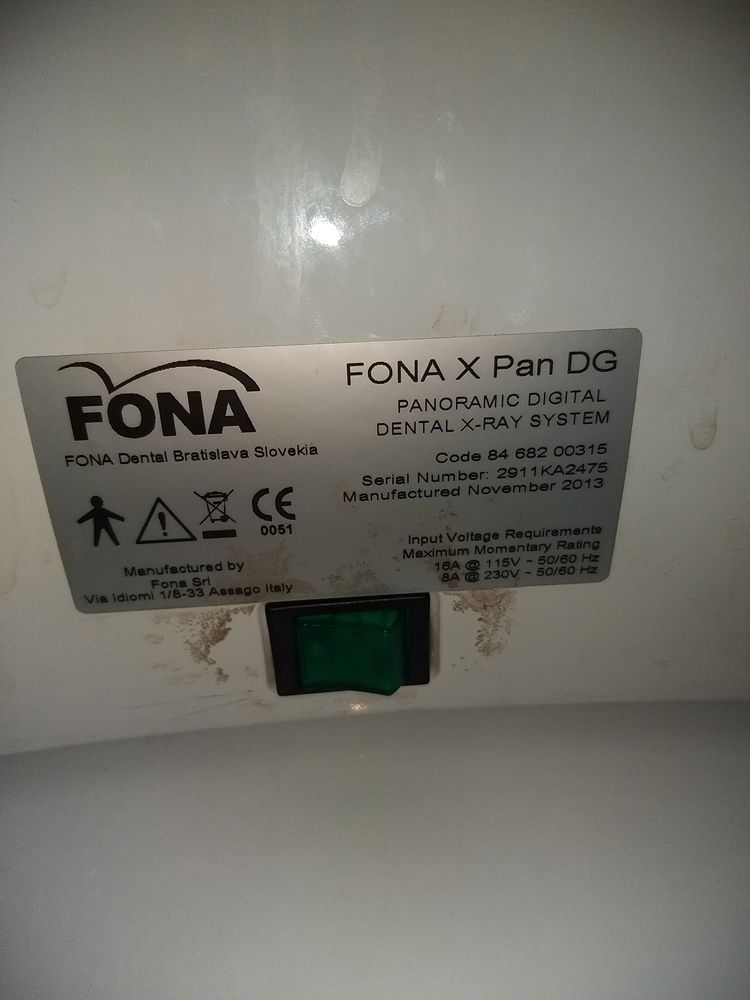 FONA
FONA Dental Bratislava Slovekia
0051
Manufactured by
Fona Srl
Via Idiomi 1/8-33 Assago Italy
FONA X Pan DG
PANORAMIC DIGITAL
DENTAL X-RAY SYSTEM
Code 84 682 00315
Serial Number: 2911KA2475
Manufactured November 2013
Input Voltage Requirements
Maximum Momentary Rating
16A @ 115V ~ 50/60 Hz
8A @ 230V ~ 50/60 Hz